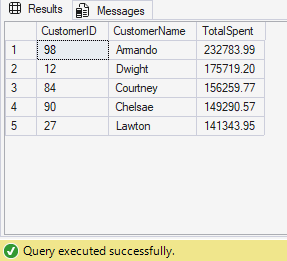 Results Messages
CustomerID CustomerName TotalSpent
1 98 Armando 232783.99
2 12 Dwight 175719.20
3 84 Courtney 156259.77
4 90 Chelsae 149290.57
5 27 Lawton 141343.95
Query executed successfully.